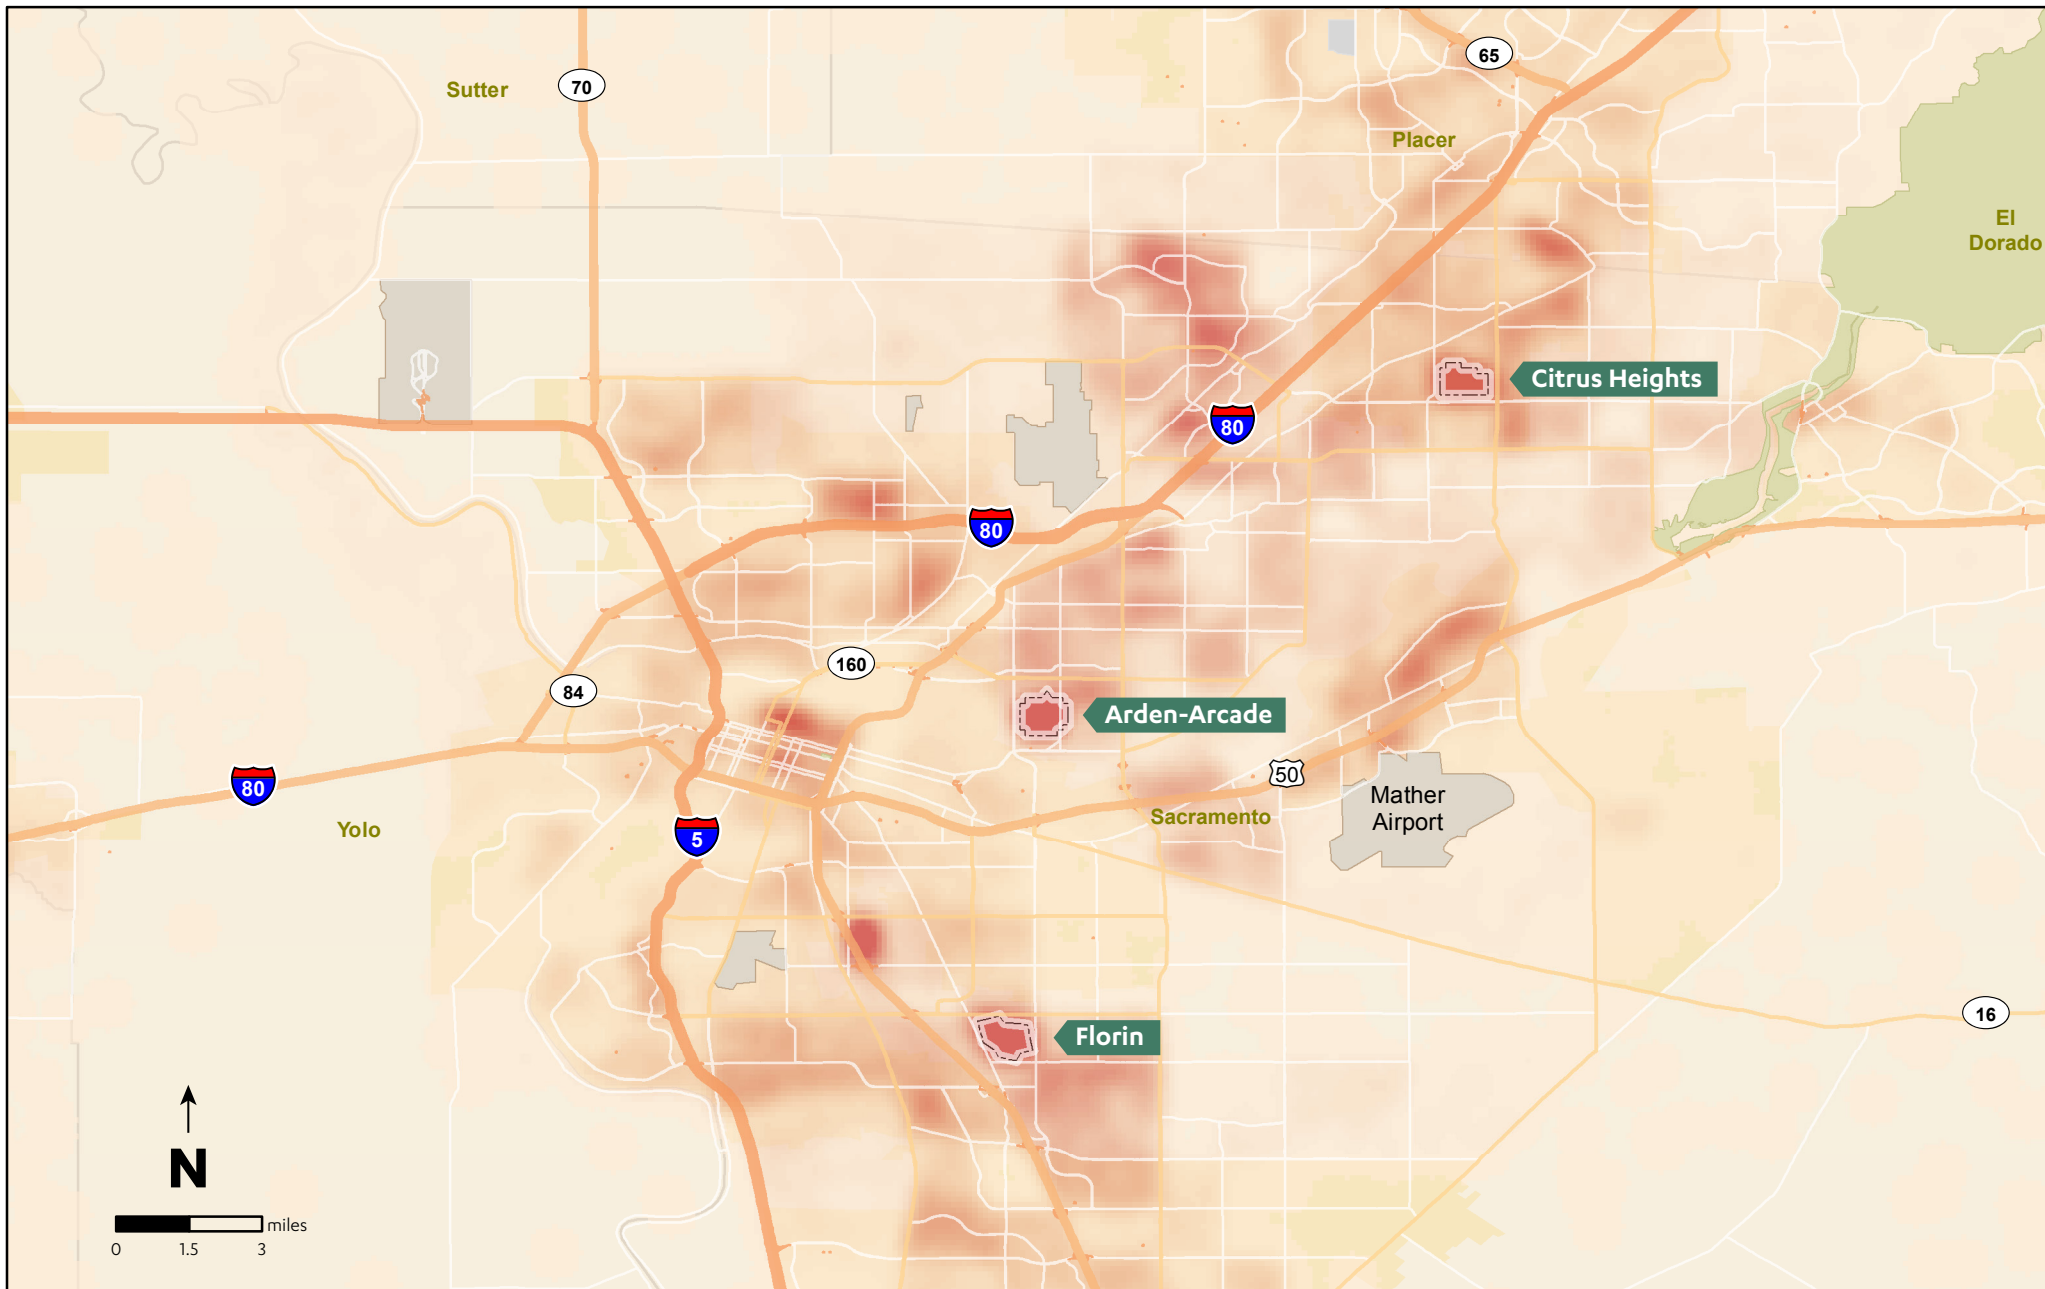 65
Sutter
70
Placer
El
Dorado
Citrus Heights
80
80
160
84
Arden-Arcade
50
80
Mather
Airport
Sacramento
Yolo
5
16
Florin
N
miles
0 1.5 3